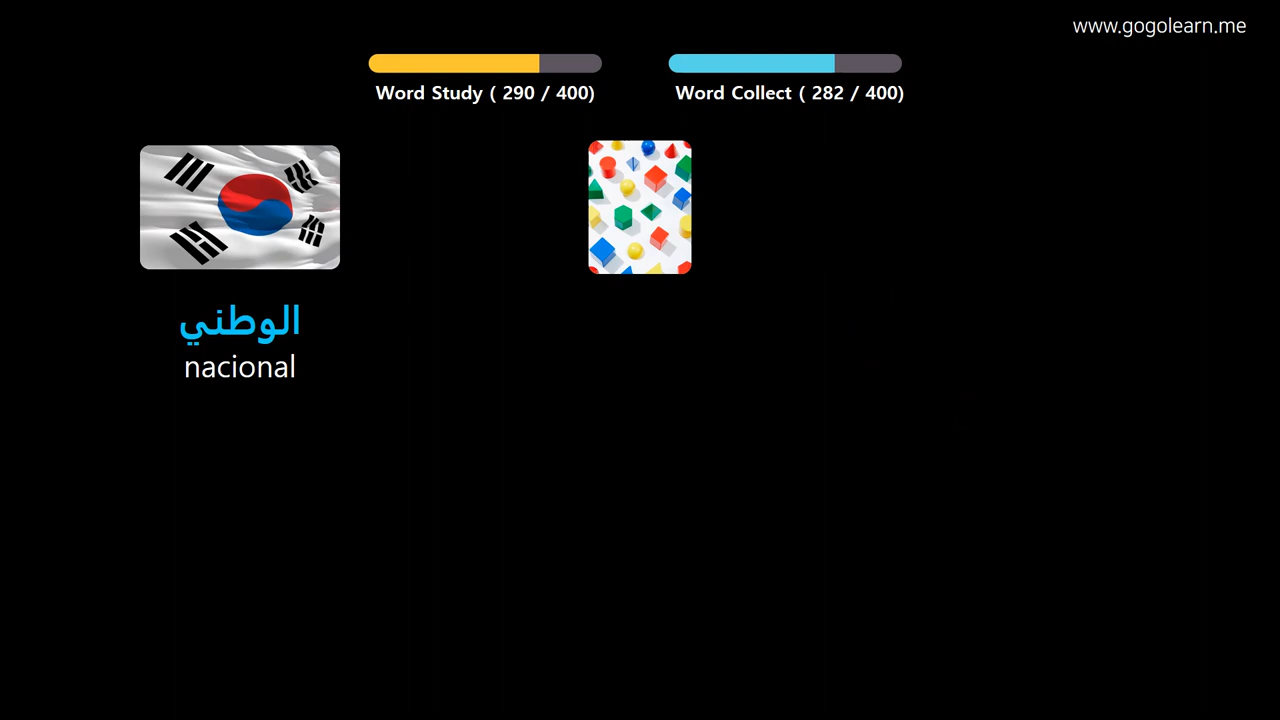 www.gogolearn.me
Word Study ( 290 / 400)
Word Collect ( 282 / 400)
الوطني
nacional